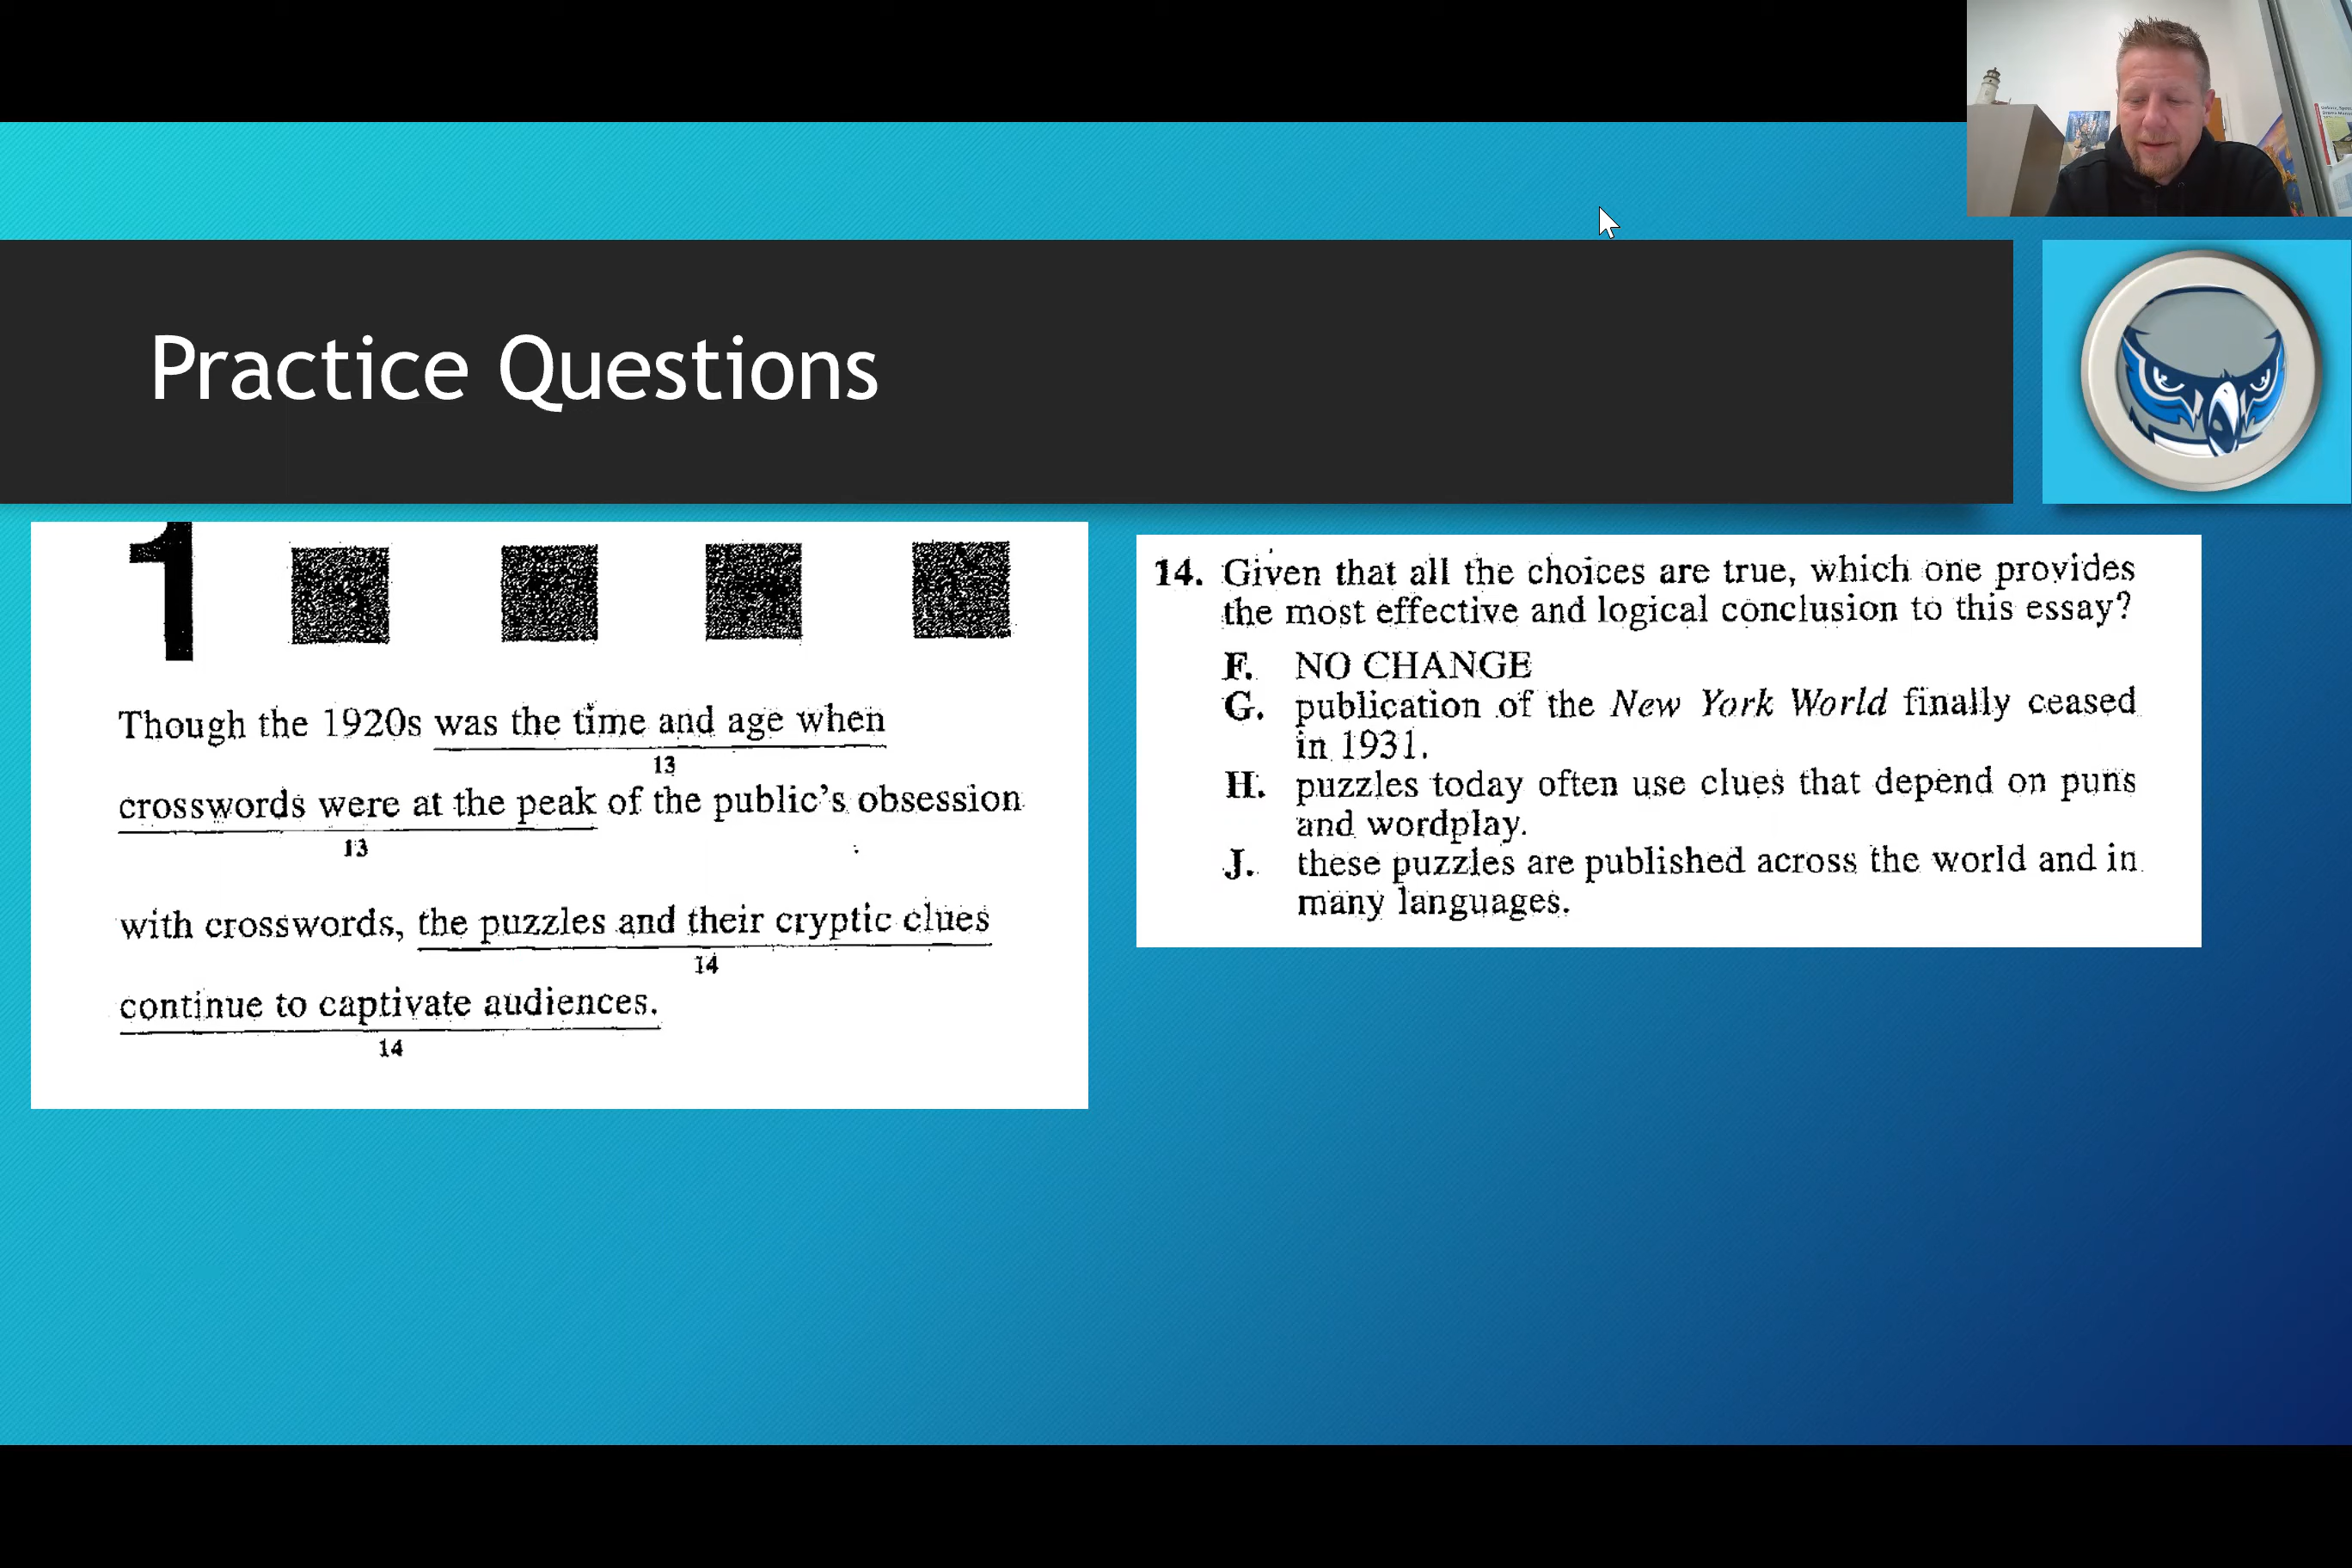 Practice Questions
1
Though the 1920s was the time and age when
13
crosswords were at the peak of the public's obsession
13
with crosswords, the puzzles and their cryptic clues
14
continue to captivate audiences.
14
14. Given that all the choices are true, which one provides
the most effective and logical conclusion to this essay?
F. NO CHANGE
G. publication of the New York World finally ceased
in 1931.
H. puzzles today often use clues that depend on puns
and wordplay.
J. these puzzles are published across the world and in
many languages.